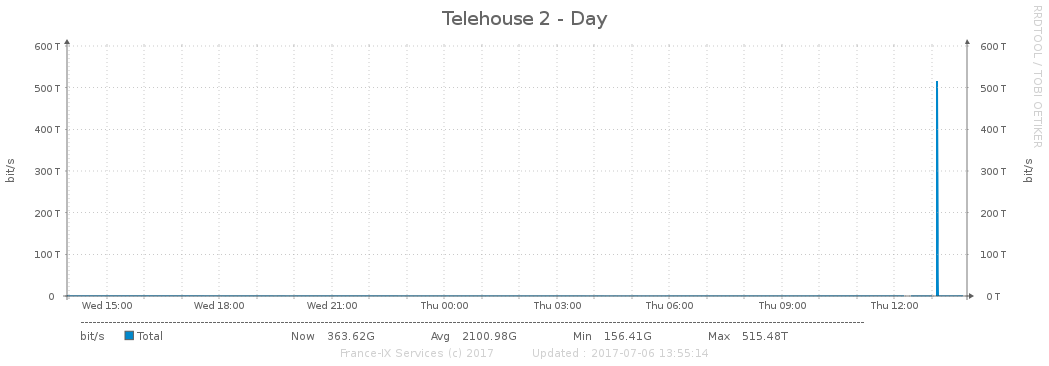 Telehouse 2 - Day
RRDTOOL / TOBI OETIKER
600 T 600 T
500 T 500 T
400 T 400 T
300 T 300 T
200 T 200 T
100 T 100 T
0 0 T
bit/s bit/s
Wed 15:00 Wed 18:00 Wed 21:00 Thu 00:00 Thu 03:00 Thu 06:00 Thu 09:00 Thu 12:00
bit/s Total Now 363.62G Avg 2100.98G Min 156.41G Max 515.48T
France-IX Services (c) 2017 Updated : 2017-07-06 13:55:14